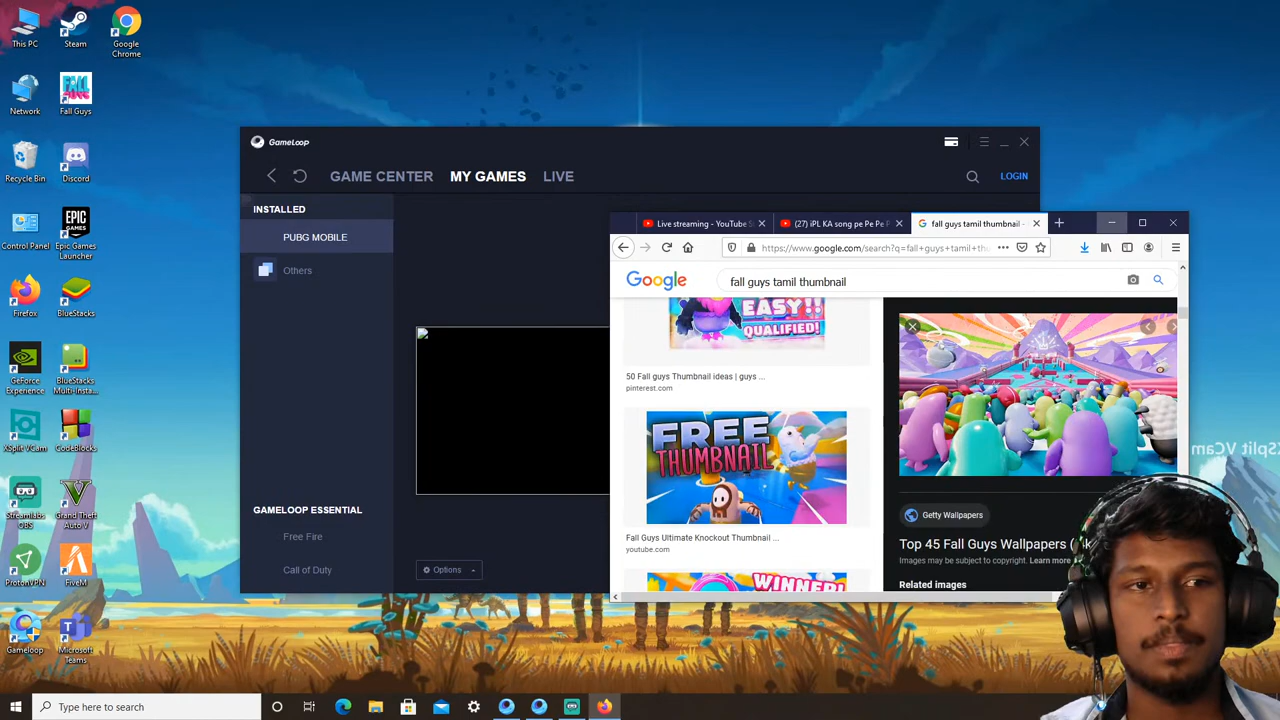 This PC
Steam
Google
Chrome
Network
Fall Guys
Recycle Bin
Discord
Control Panel
Epic Games
Launcher
Firefox
BlueStacks
GeForce
Experience
BlueStacks
Multi-Insta...
XSplit VCam
CodeBlocks
Streamlabs
OBS
Grand Theft
Auto V
ProtonVPN
FiveM
Gameloop
Microsoft
Teams
GameLoop
GAME CENTER
MY GAMES
LIVE
LOGIN
INSTALLED
PUBG MOBILE
Others
GAMELOOP ESSENTIAL
Free Fire
Call of Duty
Options
Live streaming - YouTube S
(27) iPL KA song pe Pe Pe P
fall guys tamil thumbnail -
https://www.google.com/search?q=fall+guys+tamil+th
Google
fall guys tamil thumbnail
EASY!!
QUALIFIED!
50 Fall guys Thumbnail ideas | guys ...
pinterest.com
FREE
THUMBNAIL
Fall Guys Ultimate Knockout Thumbnail ...
youtube.com
WINNER!
Getty Wallpapers
Top 45 Fall Guys Wallpapers
Images may be subject to copyright. Learn more
Related images
XSplit VCam
EPIC
GAMES
FALL
GUYS
Type here to search